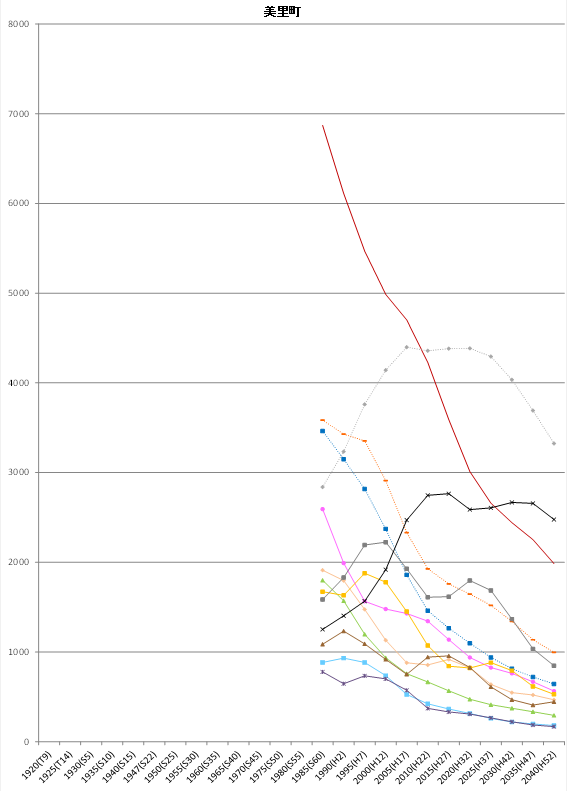 美里町
8000
7000
6000
5000
4000
3000
2000
1000
0
1920(T9)
1925(T14)
1930(S5)
1935(S10)
1940(S15)
1947(S22)
1950(S25)
1955(S30)
1960(S35)
1965(S40)
1970(S45)
1975(S50)
1980(S55)
1985(S60)
1990(H2)
1995(H7)
2000(H12)
2005(H17)
2010(H22)
2015(H27)
2020(H32)
2025(H37)
2030(H42)
2035(H47)
2040(H52)